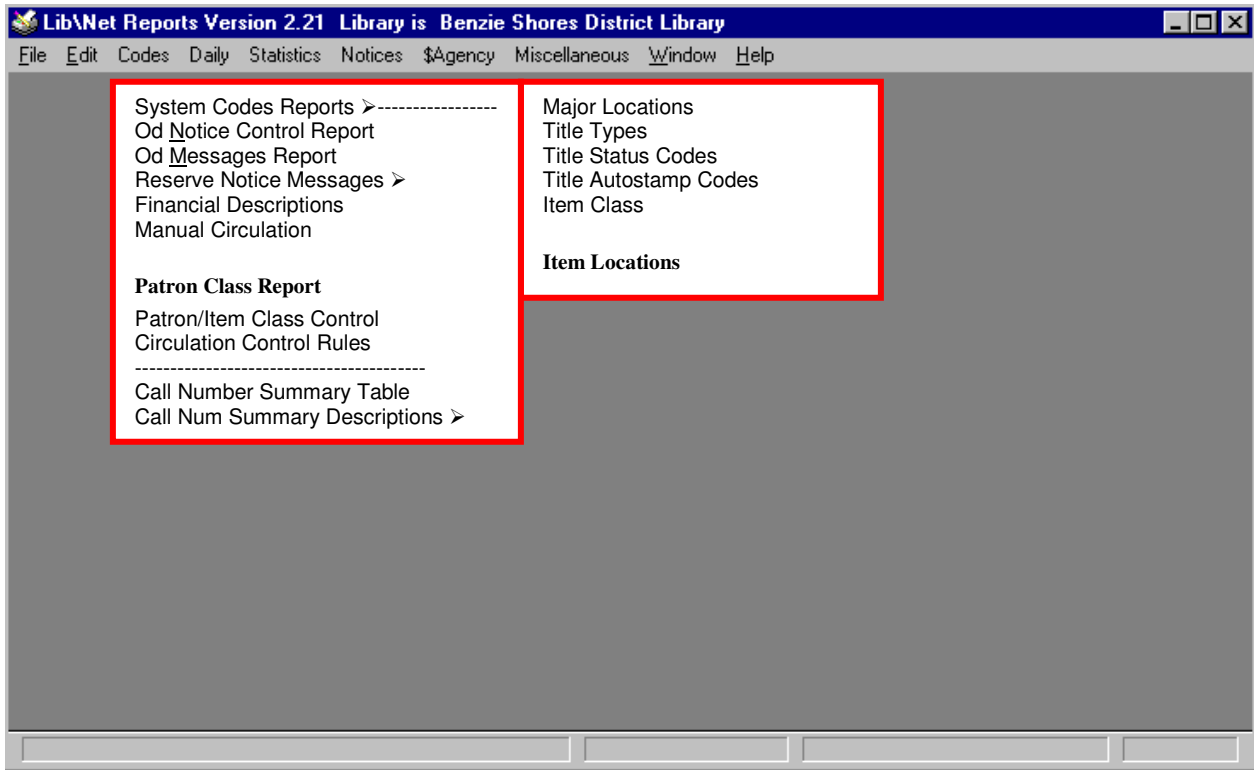 Lib\Net Reports Version 2.21 Library is Benzie Shores District Library
File Edit Codes Daily Statistics Notices $Agency Miscellaneous Window Help
System Codes Reports ➢-----------------
Od Notice Control Report
Od Messages Report
Reserve Notice Messages ➢
Financial Descriptions
Manual Circulation
Patron Class Report
Patron/Item Class Control
Circulation Control Rules
-----------------------------------------
Call Number Summary Table
Call Num Summary Descriptions ➢
Major Locations
Title Types
Title Status Codes
Title Autostamp Codes
Item Class
Item Locations